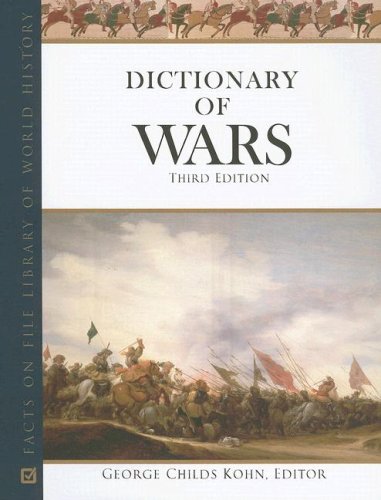 DICTIONARY
OF
WARS
THIRD EDITION
FACTS ON FILE LIBRARY OF WORLD HISTORY
GEORGE CHILDS KOHN, EDITOR